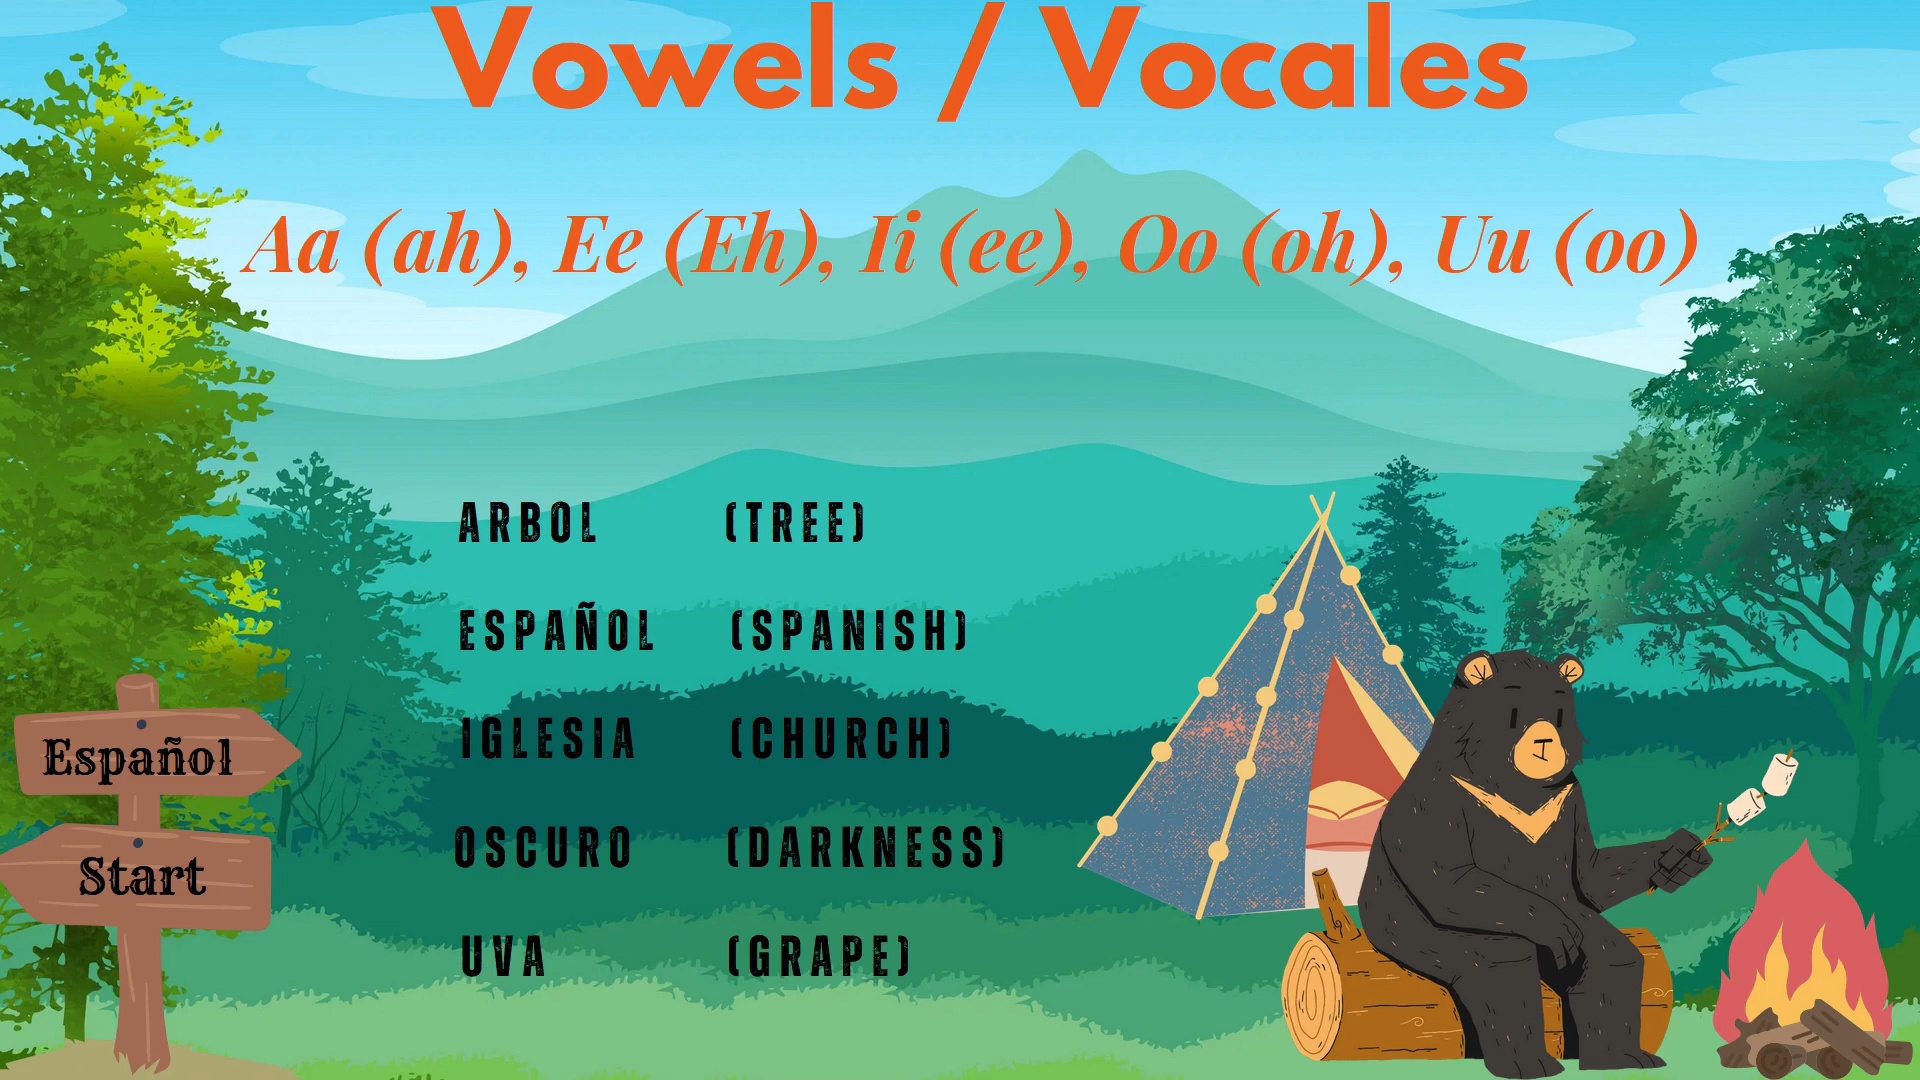 Vowels / Vocales
Aa (ah), Ee (Eh), Ii (ee), Oo (oh), Uu (oo)
ARBOL (TREE)
ESPAÑOL (SPANISH)
IGLESIA (CHURCH)
OSCURO (DARKNESS)
UVA (GRAPE)
Español
Start